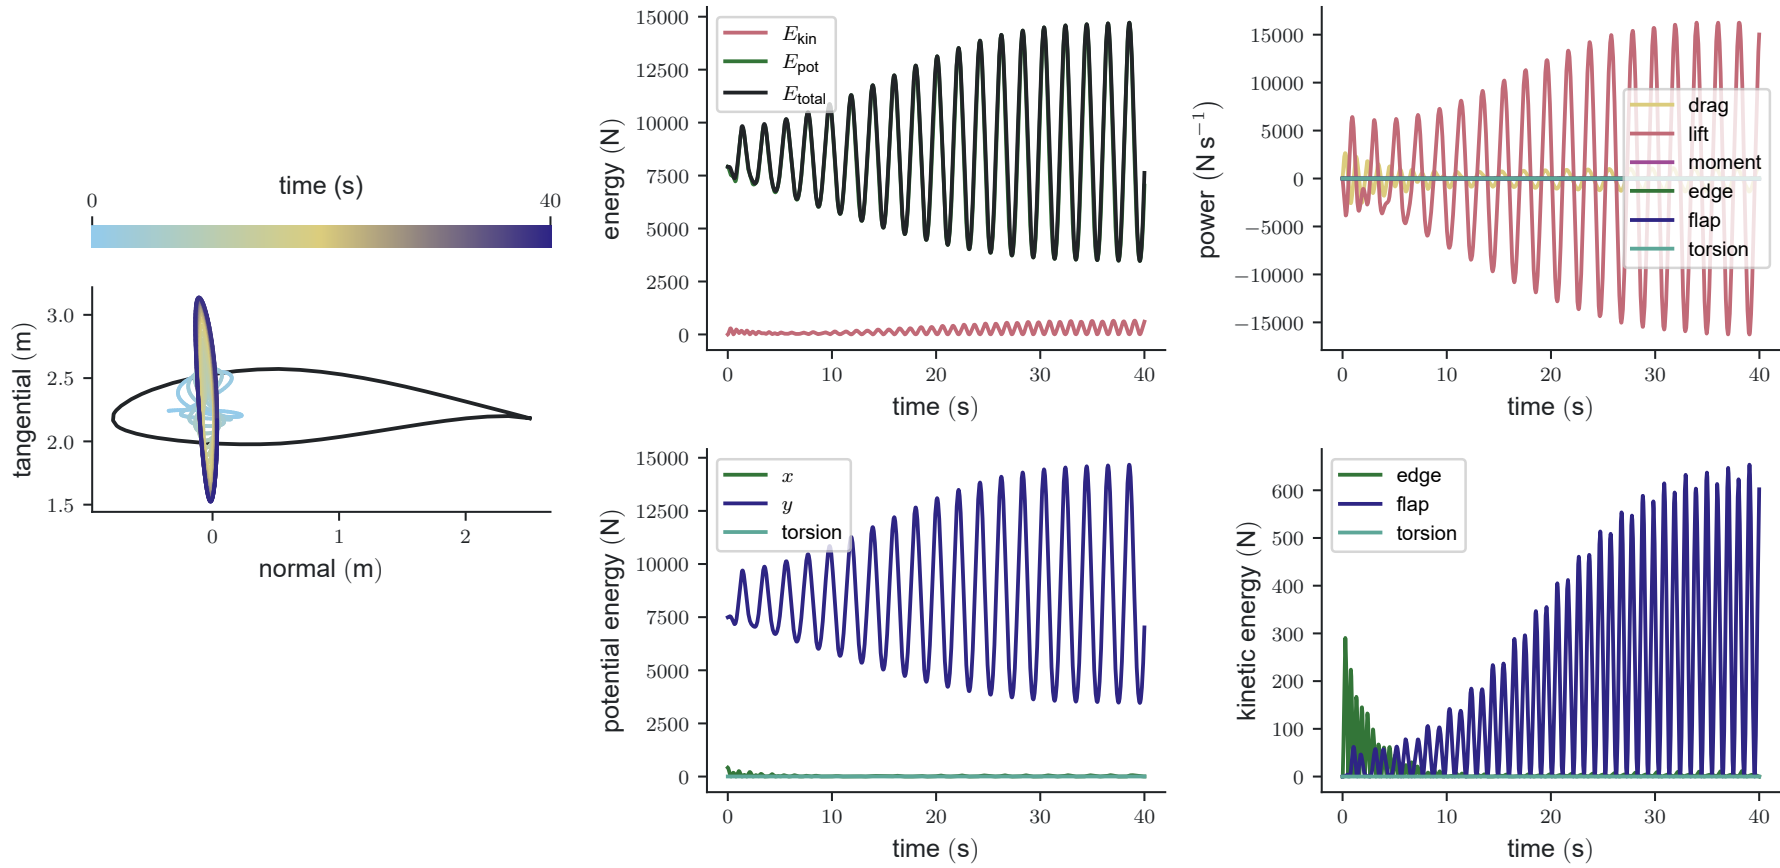 time (s)
0 40
3.0
2.5
2.0
1.5
tangential (m)
0 1 2
normal (m)
15000
12500
10000
7500
5000
2500
0
energy (N)
E_kin
E_pot
E_total
0 10 20 30 40
time (s)
15000
10000
5000
0
−5000
−10000
−15000
power (N s⁻¹)
drag
lift
moment
edge
flap
torsion
0 10 20 30 40
time (s)
15000
12500
10000
7500
5000
2500
0
potential energy (N)
x
y
torsion
0 10 20 30 40
time (s)
600
500
400
300
200
100
0
kinetic energy (N)
edge
flap
torsion
0 10 20 30 40
time (s)